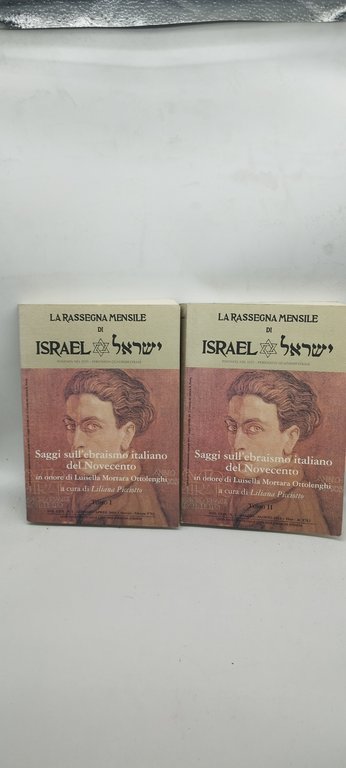 LA RASSEGNA MENSILE
DI
ISRAEL ישראל
Saggi sull'ebraismo italiano
del Novecento
in onore di Luisella Mortara Ottolenghi
a cura di Liliana Picciotto
TOMO I
LA RASSEGNA MENSILE
DI
ISRAEL ישראל
Saggi sull'ebraismo italiano
del Novecento
in onore di Luisella Mortara Ottolenghi
a cura di Liliana Picciotto
TOMO II